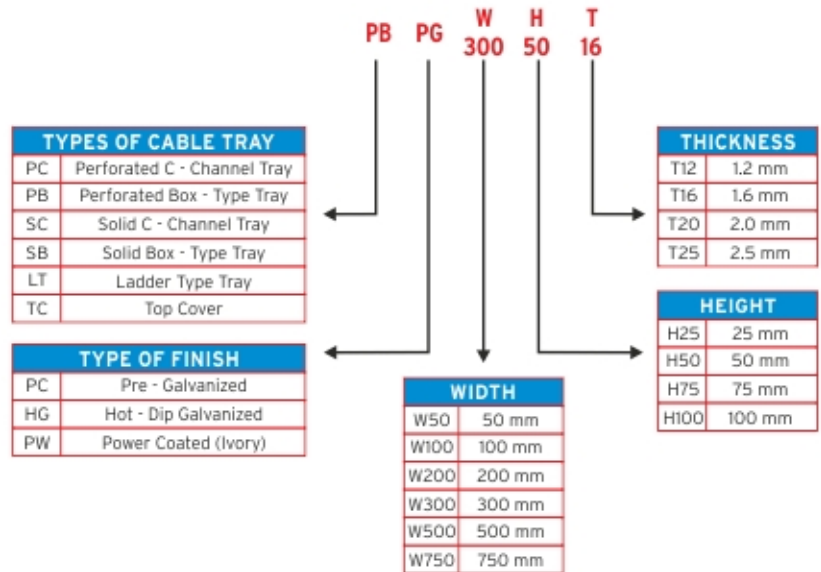 PB PG W H T
300 50 16
TYPES OF CABLE TRAY
PC Perforated C - Channel Tray
PB Perforated Box - Type Tray
SC Solid C - Channel Tray
SB Solid Box - Type Tray
LT Ladder Type Tray
TC Top Cover
TYPE OF FINISH
PC Pre - Galvanized
HG Hot - Dip Galvanized
PW Power Coated (Ivory)
WIDTH
W50 50 mm
W100 100 mm
W200 200 mm
W300 300 mm
W500 500 mm
W750 750 mm
THICKNESS
T12 1.2 mm
T16 1.6 mm
T20 2.0 mm
T25 2.5 mm
HEIGHT
H25 25 mm
H50 50 mm
H75 75 mm
H100 100 mm